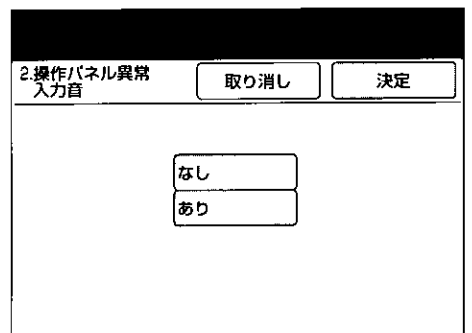 2.操作パネル異常
入力音
取り消し
決定
なし
あり